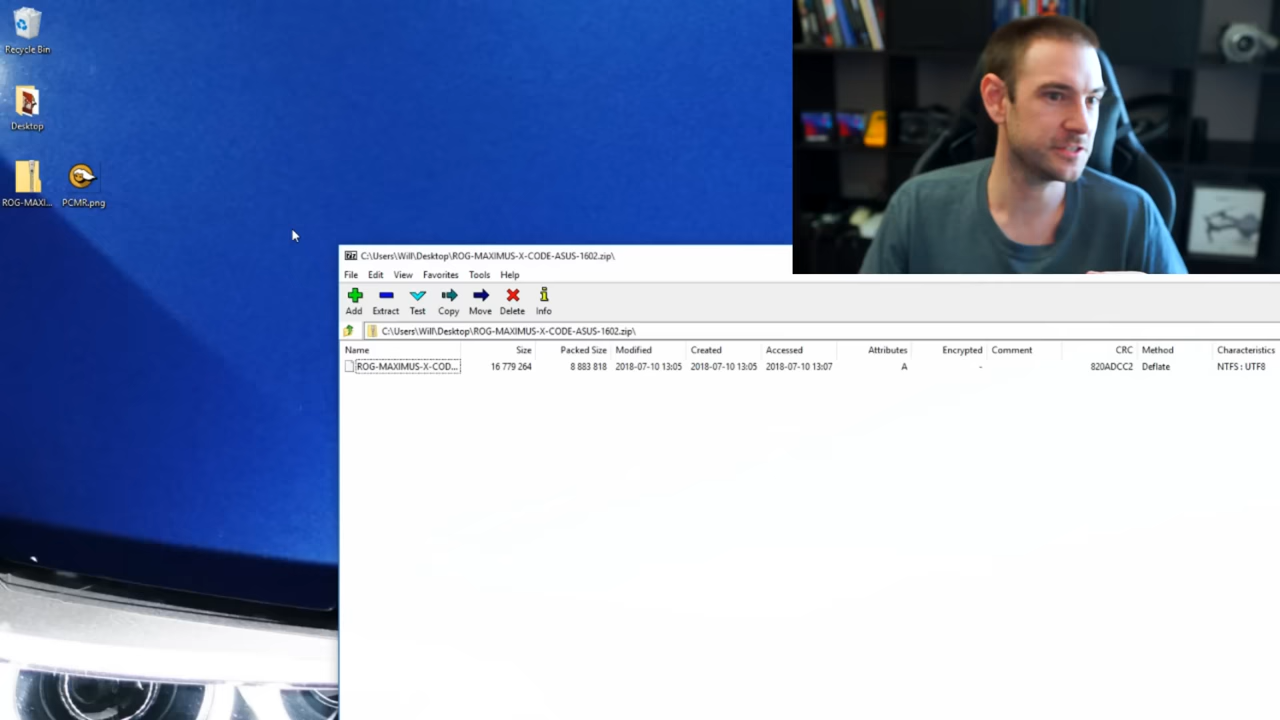 Recycle Bin
Desktop
ROG-MAXI...
PCMR.png
C:\Users\Will\Desktop\ROG-MAXIMUS-X-CODE-ASUS-1602.zip\
File Edit View Favorites Tools Help
Add Extract Test Copy Move Delete Info
C:\Users\Will\Desktop\ROG-MAXIMUS-X-CODE-ASUS-1602.zip\
Name Size Packed Size Modified Created Accessed Attributes Encrypted Comment CRC Method Characteristics
ROG-MAXIMUS-X-COD... 16 779 264 8 883 818 2018-07-10 13:05 2018-07-10 13:05 2018-07-10 13:07 A - 820ADCC2 Deflate NTFS : UTF8